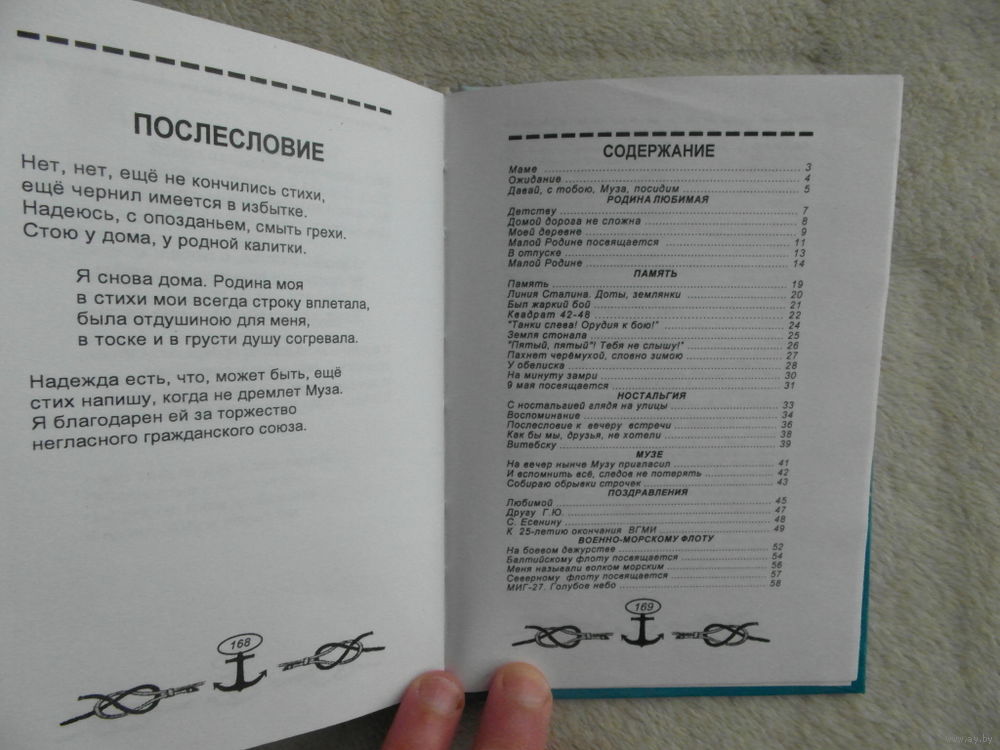 ПОСЛЕСЛОВИЕ
Нет, нет, ещё не кончились стихи,
ещё чернил имеется в избытке.
Надеюсь, с опозданьем, смыть грехи.
Стою у дома, у родной калитки.
Я снова дома. Родина моя
в стихи мои всегда строку вплетала,
была отдушиною для меня,
в тоске и в грусти душу согревала.
Надежда есть, что, может быть, ещё
стих напишу, когда не дремлет Муза.
Я благодарен ей за торжество
негласного гражданского союза.
168
СОДЕРЖАНИЕ
Маме 3
Ожидание 4
Давай, с тобою, Муза, посидим 5
РОДИНА ЛЮБИМАЯ
Детству 7
Домой дорога не сложна 8
Моей деревне 9
Малой Родине посвящается 11
В отпуске 13
Малой Родине 14
ПАМЯТЬ
Память 19
Линия Сталина. Доты, землянки 20
Был жаркий бой 21
Квадрат 42-48 22
"Танки слева! Орудия к бою!" 24
Земля стонала 25
"Пятый, пятый"! Тебя не слышу!" 26
Пахнет черёмухой, словно зимою 27
У обелиска 28
На минуту замри 30
9 мая посвящается 31
НОСТАЛЬГИЯ
С ностальгией глядя на улицы 33
Воспоминание 34
Послесловие к вечеру встречи 36
Как бы мы, друзья, не хотели 38
Витебску 39
МУЗЕ
На вечер нынче Музу пригласил 41
И вспомнить всё, следов не потерять 42
Собираю обрывки строчек 43
ПОЗДРАВЛЕНИЯ
Любимой 45
Другу Г.Ю. 47
С. Есенину 48
К 25-летию окончания ВГМИ 49
ВОЕННО-МОРСКОМУ ФЛОТУ
На боевом дежурстве 52
Балтийскому флоту посвящается 54
Меня называли волком морским 56
Северному флоту посвящается 57
МИГ-27. Голубое небо 58
169
www.ay.by